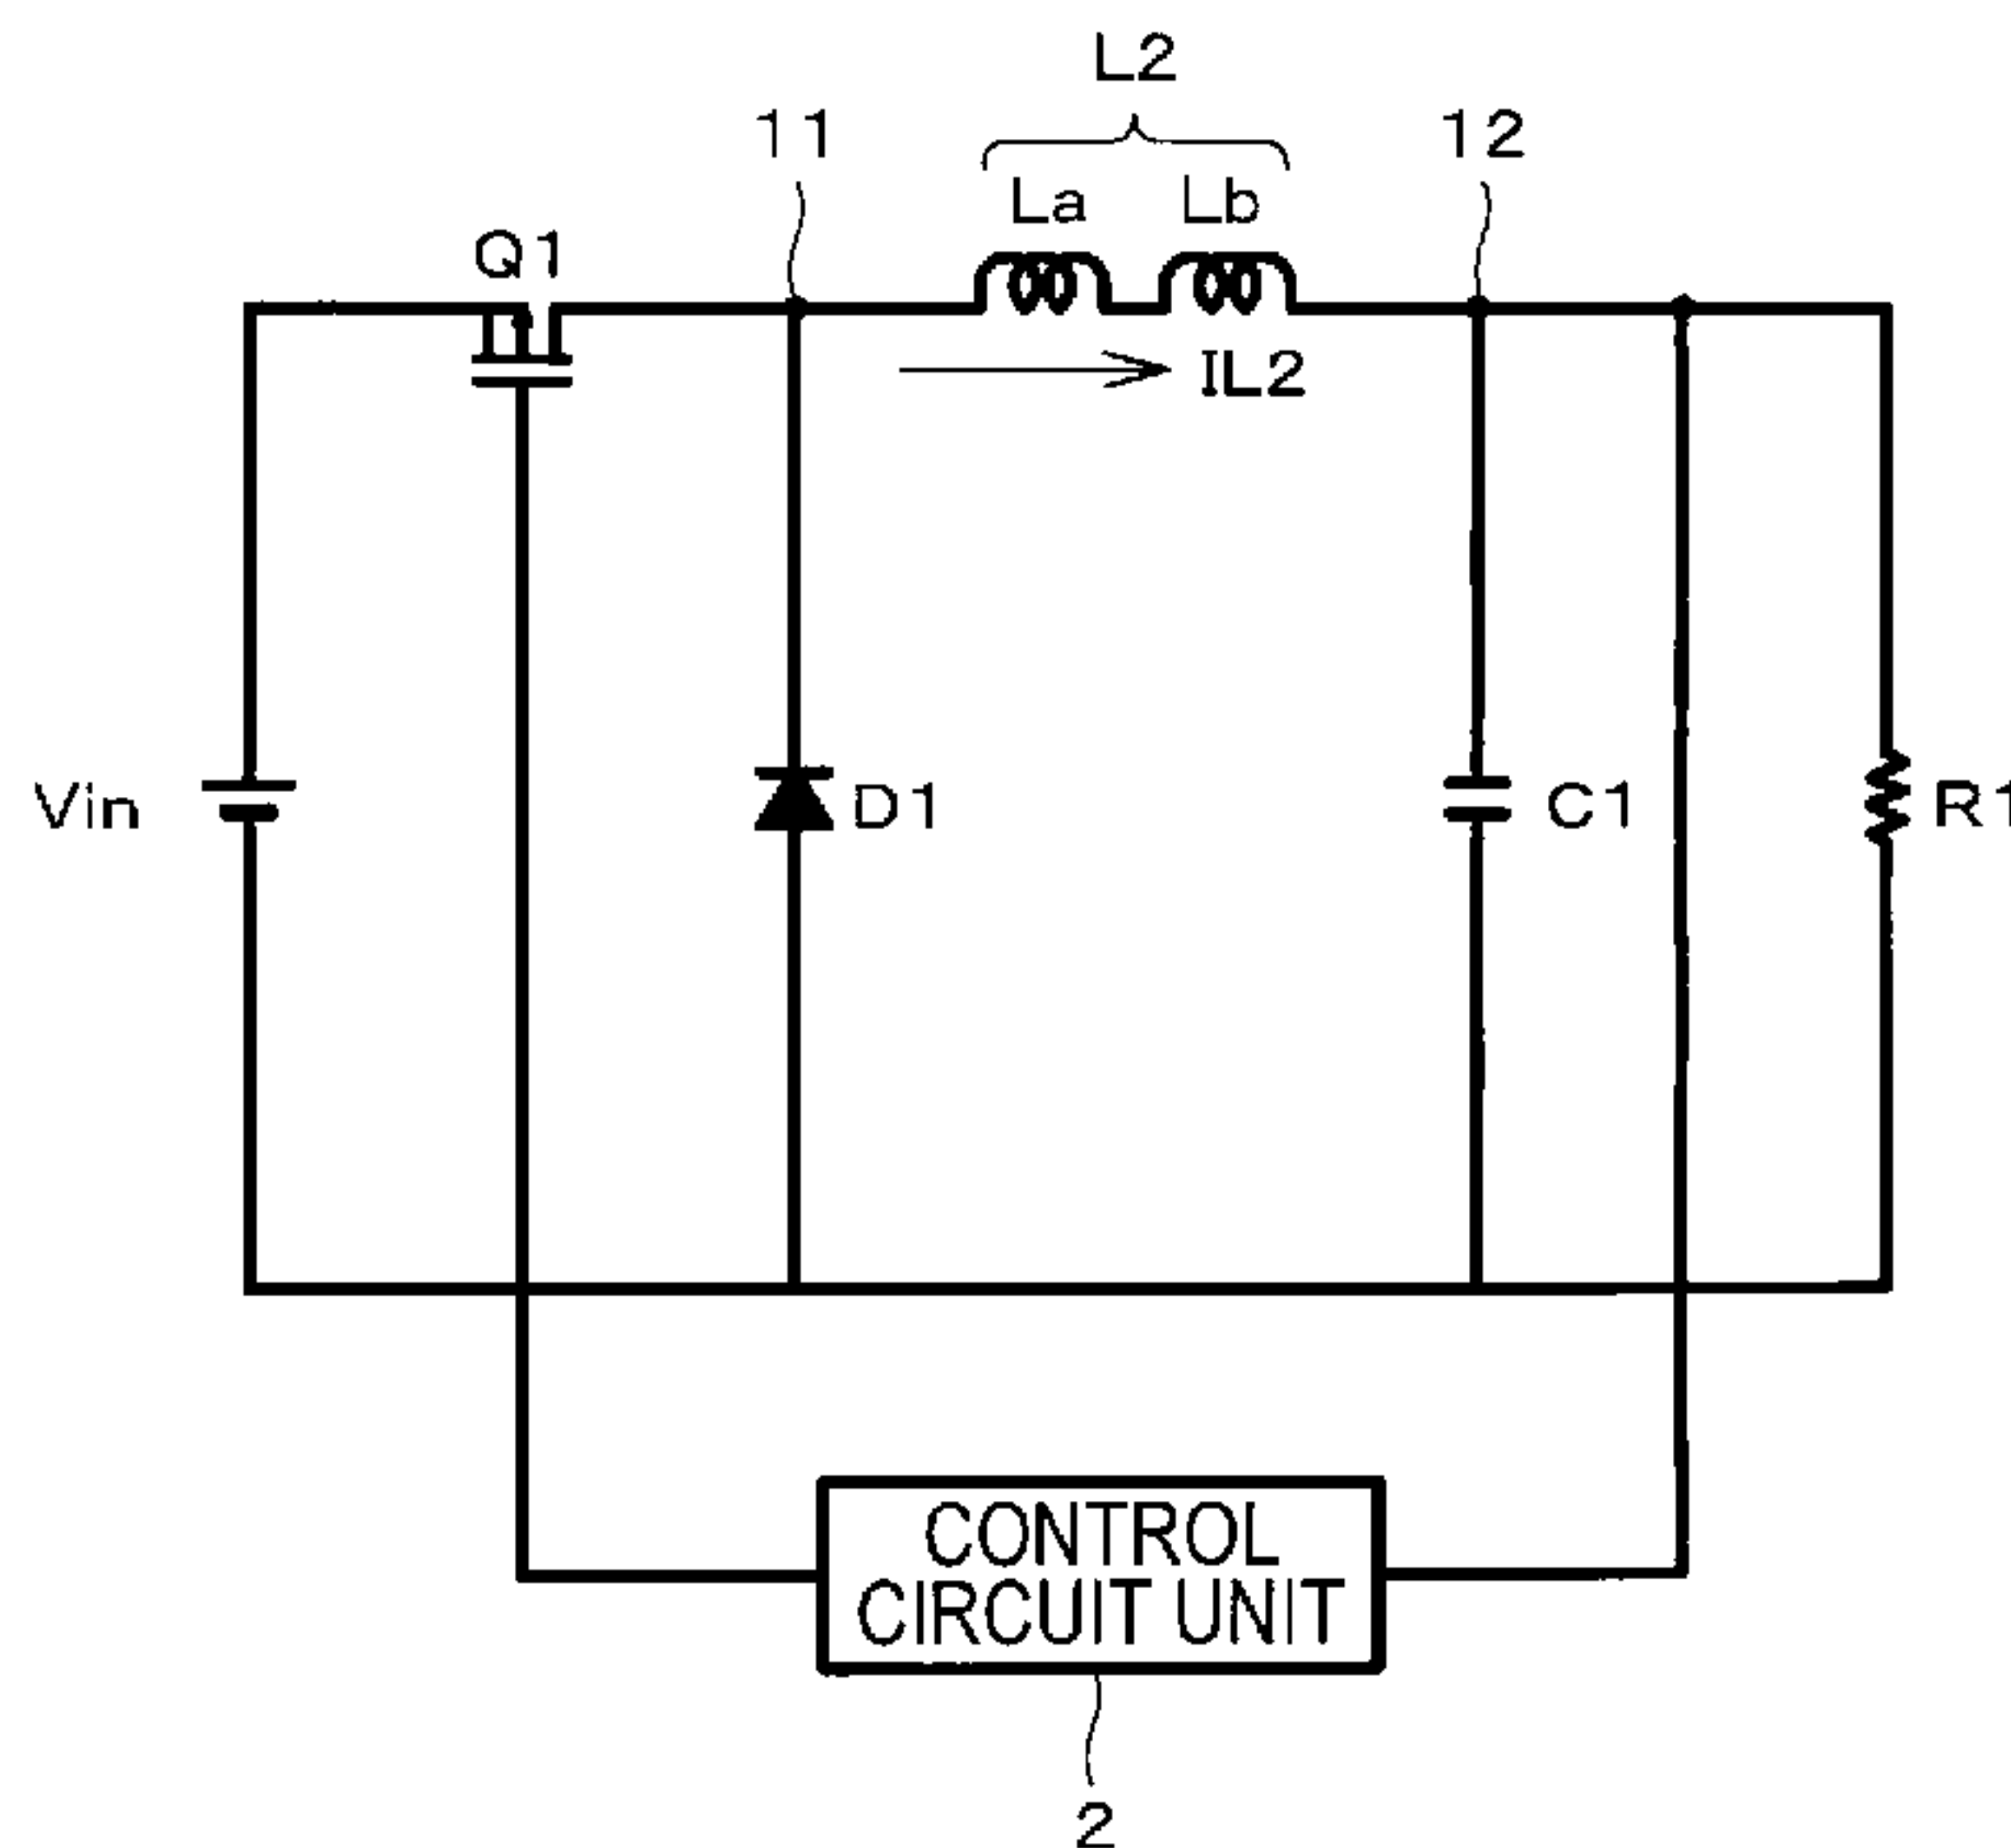 L2
11
12
La Lb
Q1
IL2
Vin
D1
C1
R1
CONTROL
CIRCUIT UNIT
2